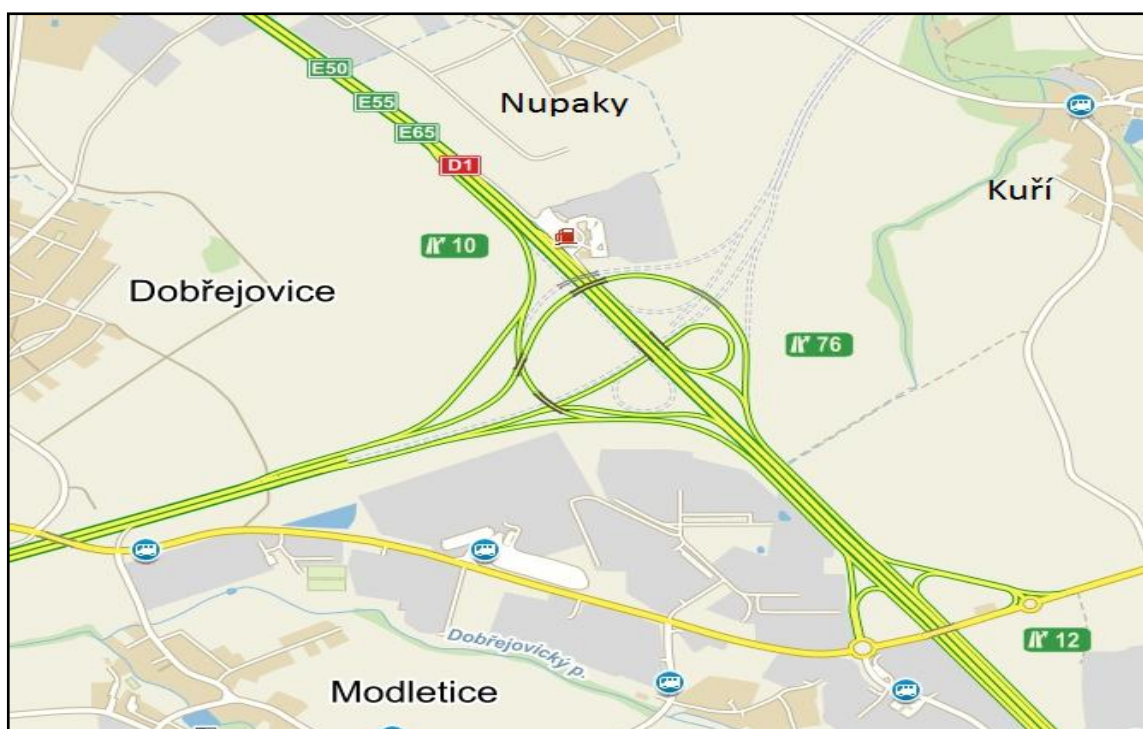 E50
E55
E65
D1
Nupaky
Kuří
10
Dobřejovice
76
Dobřejovický p.
12
Modletice